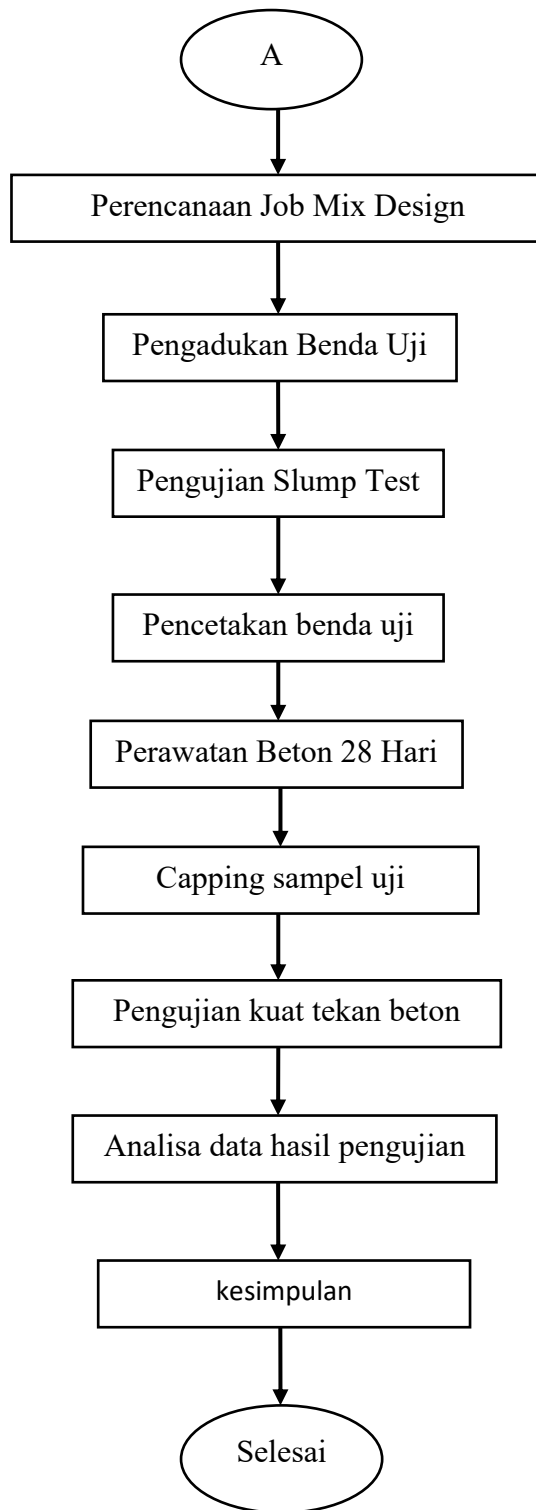 A
Perencanaan Job Mix Design
Pengadukan Benda Uji
Pengujian Slump Test
Pencetakan benda uji
Perawatan Beton 28 Hari
Capping sampel uji
Pengujian kuat tekan beton
Analisa data hasil pengujian
kesimpulan
Selesai